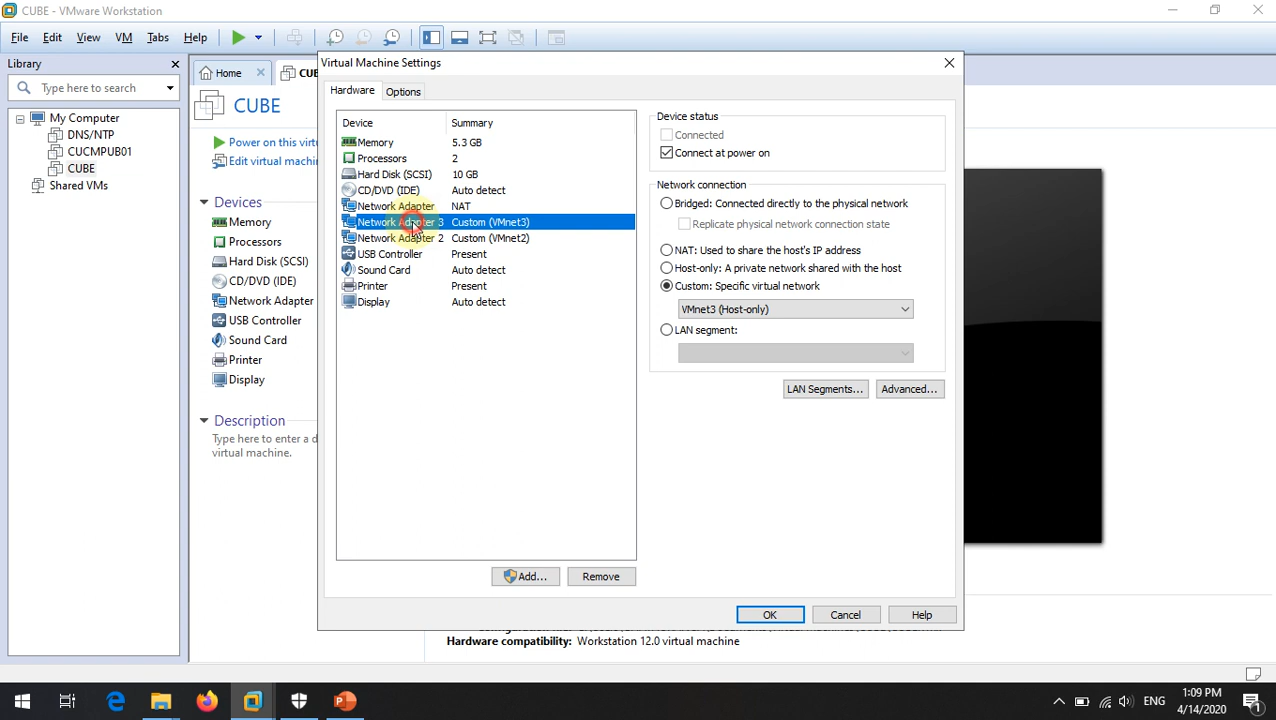 CUBE - VMware Workstation
File Edit View VM Tabs Help
Library
Type here to search
My Computer
DNS/NTP
CUCMPUB01
CUBE
Shared VMs
Home
CUBE
Power on this virtu
Edit virtual machin
Devices
Memory
Processors
Hard Disk (SCSI)
CD/DVD (IDE)
Network Adapter
USB Controller
Sound Card
Printer
Display
Description
Type here to enter a d
virtual machine.
Virtual Machine Settings
Hardware Options
Device Summary
Memory 5.3 GB
Processors 2
Hard Disk (SCSI) 10 GB
CD/DVD (IDE) Auto detect
Network Adapter NAT
Network Adapter 3 Custom (VMnet3)
Network Adapter 2 Custom (VMnet2)
USB Controller Present
Sound Card Auto detect
Printer Present
Display Auto detect
Add... Remove
Device status
Connected
Connect at power on
Network connection
Bridged: Connected directly to the physical network
Replicate physical network connection state
NAT: Used to share the host's IP address
Host-only: A private network shared with the host
Custom: Specific virtual network
VMnet3 (Host-only)
LAN segment:
LAN Segments... Advanced...
OK Cancel Help
Hardware compatibility: Workstation 12.0 virtual machine
ENG
1:09 PM
4/14/2020
1